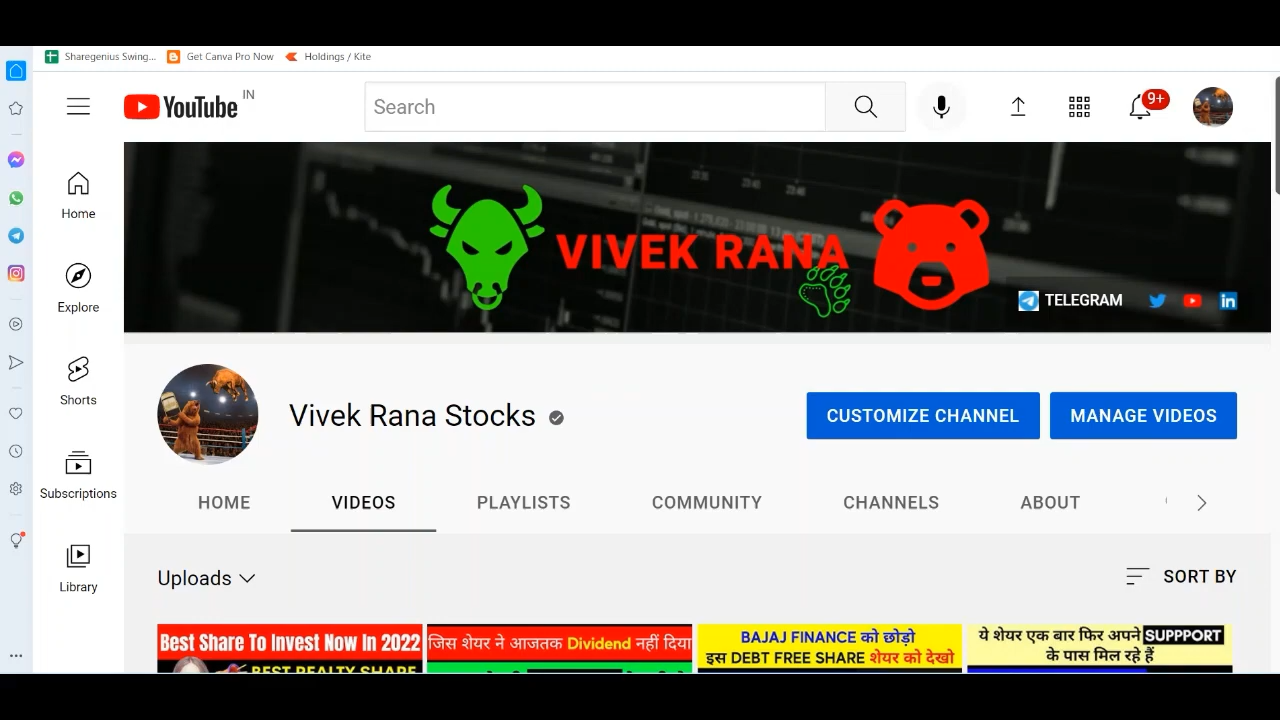 Sharegenius Swing... Get Canva Pro Now Holdings / Kite
YouTube IN
Search
9+
Home
Explore
Shorts
Subscriptions
Library
VIVEK RANA
TELEGRAM
Vivek Rana Stocks
CUSTOMIZE CHANNEL MANAGE VIDEOS
HOME VIDEOS PLAYLISTS COMMUNITY CHANNELS ABOUT
Uploads SORT BY
Best Share To Invest Now In 2022
BEST REALTY SHARE
जिस शेयर ने आजतक Dividend नहीं दिया
BAJAJ FINANCE को छोड़ो
इस DEBT FREE SHARE शेयर को देखो
ये शेयर एक बार फिर अपने SUPPPORT
के पास मिल रहे हैं